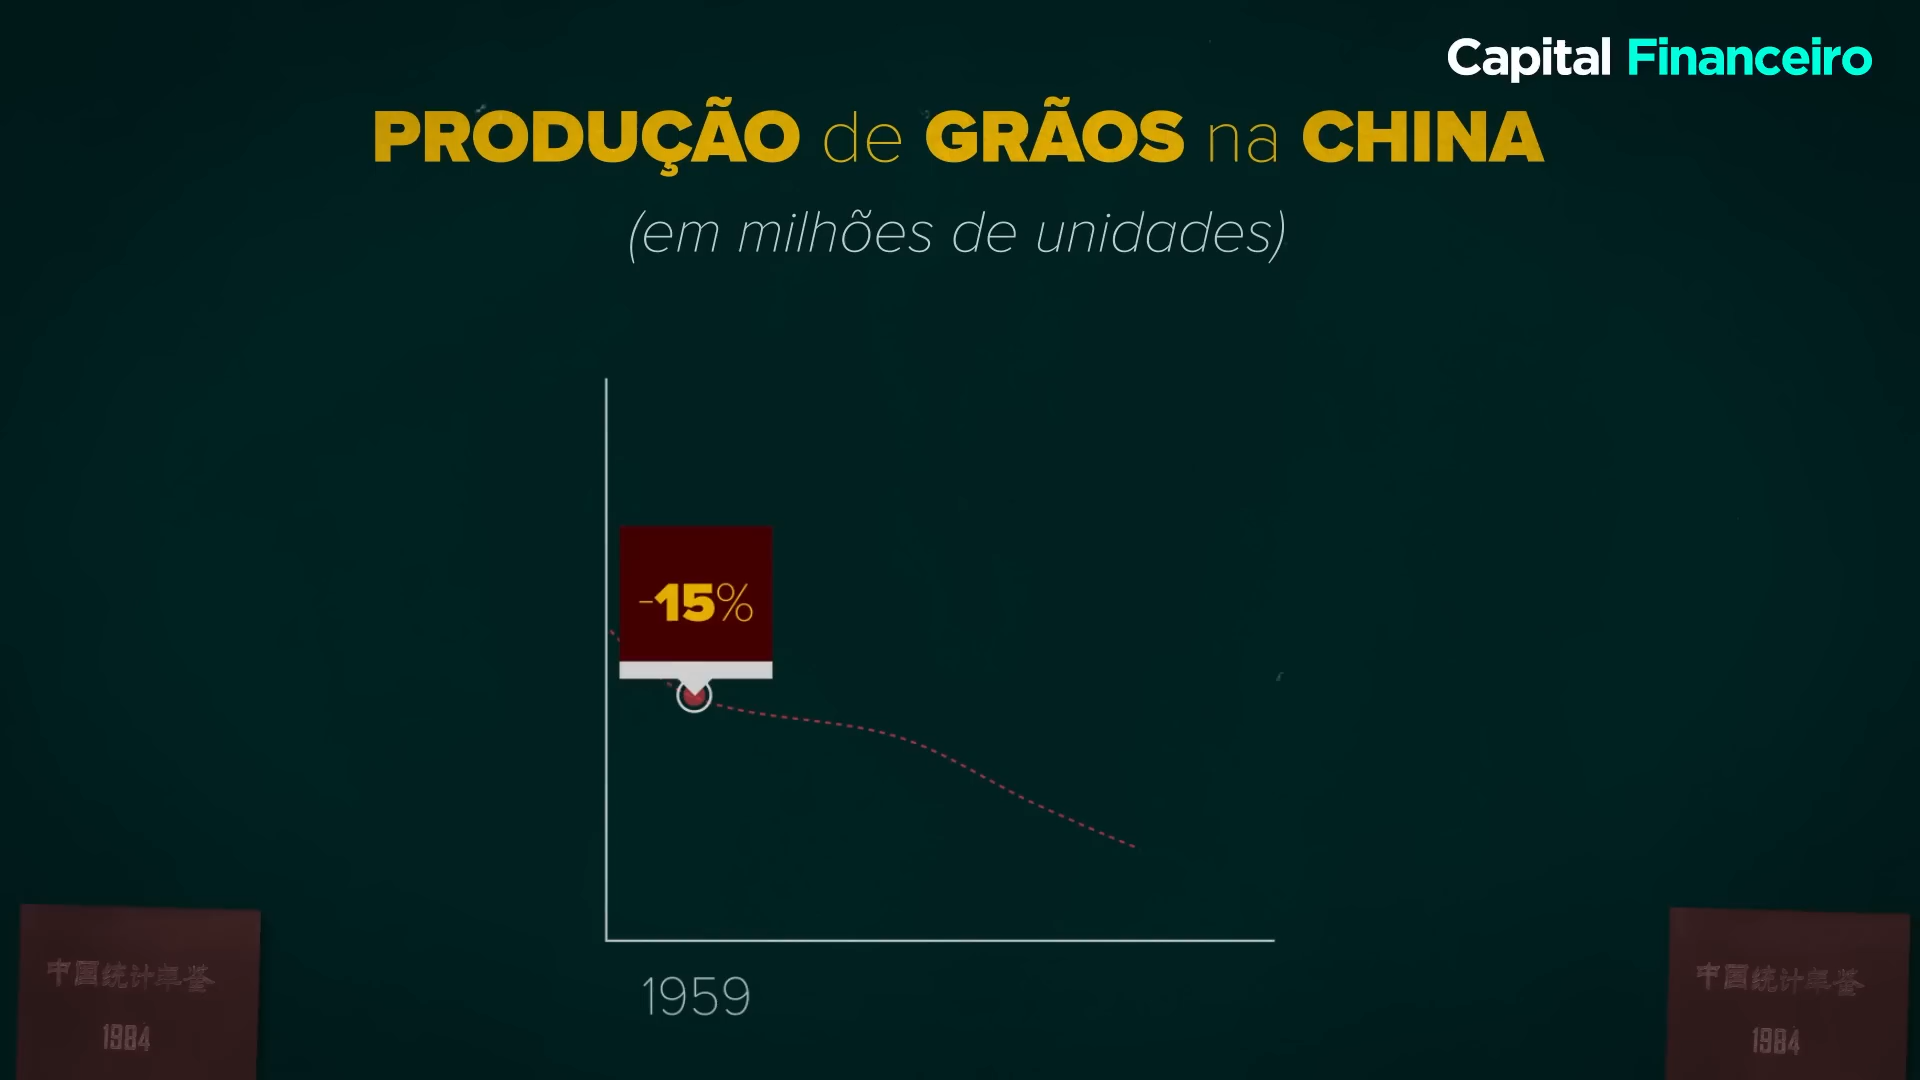 Capital Financeiro
PRODUÇÃO de GRÃOS na CHINA
(em milhões de unidades)
-15%
1959
中国统计年鉴
1984
中国统计年鉴
1984